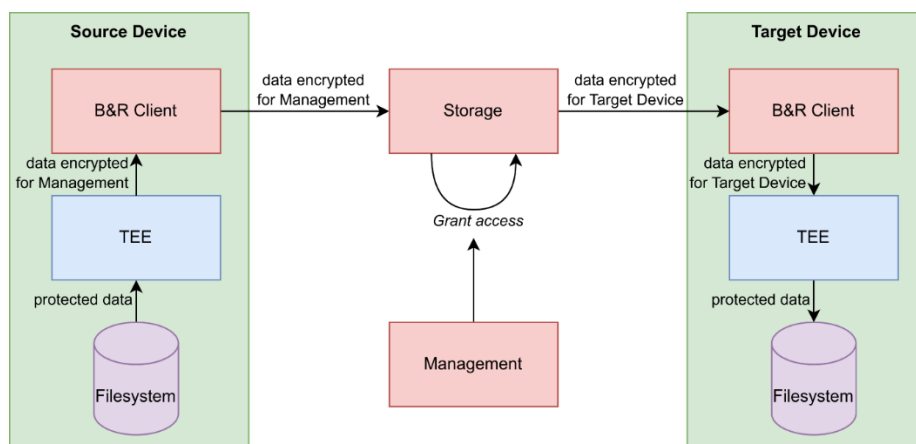 Source Device
Target Device
B&R Client
data encrypted
for Management
Storage
data encrypted
for Target Device
B&R Client
data encrypted
for Management
data encrypted
for Target Device
Grant access
TEE
TEE
protected data
protected data
Management
Filesystem
Filesystem